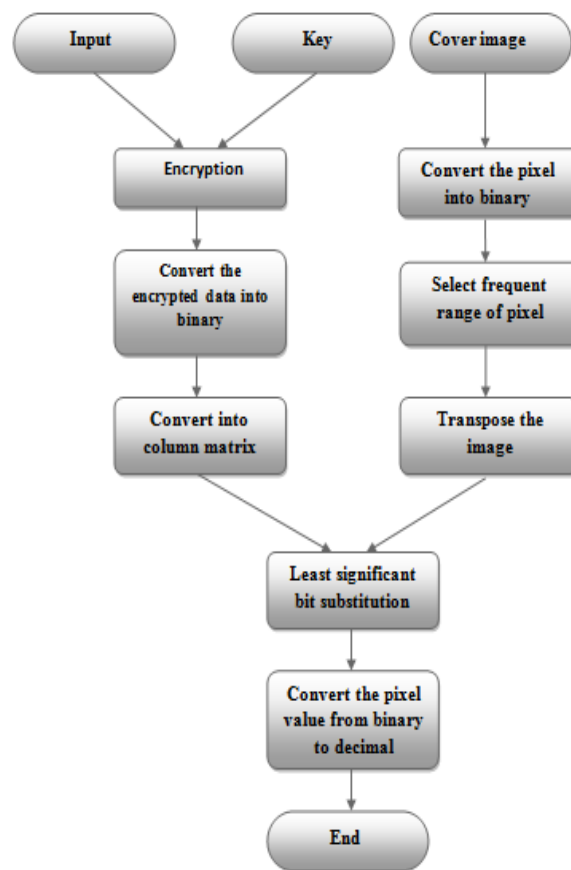 Input
Key
Cover image
Encryption
Convert the pixel
into binary
Convert the
encrypted data into
binary
Select frequent
range of pixel
Convert into
column matrix
Transpose the
image
Least significant
bit substitution
Convert the pixel
value from binary
to decimal
End